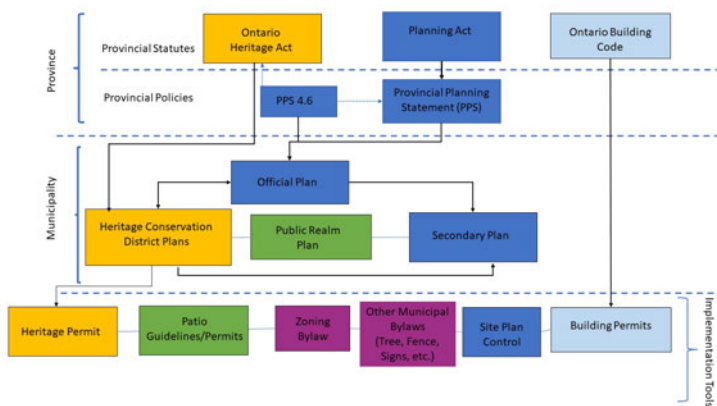 Province
Provincial Statutes
Ontario
Heritage Act
Planning Act
Ontario Building
Code
Provincial Policies
PPS 4.6
Provincial Planning
Statement (PPS)
Municipality
Official Plan
Heritage Conservation
District Plans
Public Realm
Plan
Secondary Plan
Heritage Permit
Patio
Guidelines/Permits
Zoning
Bylaw
Other Municipal
Bylaws
(Tree, Fence,
Signs, etc.)
Site Plan
Control
Building Permits
Implementation Tools